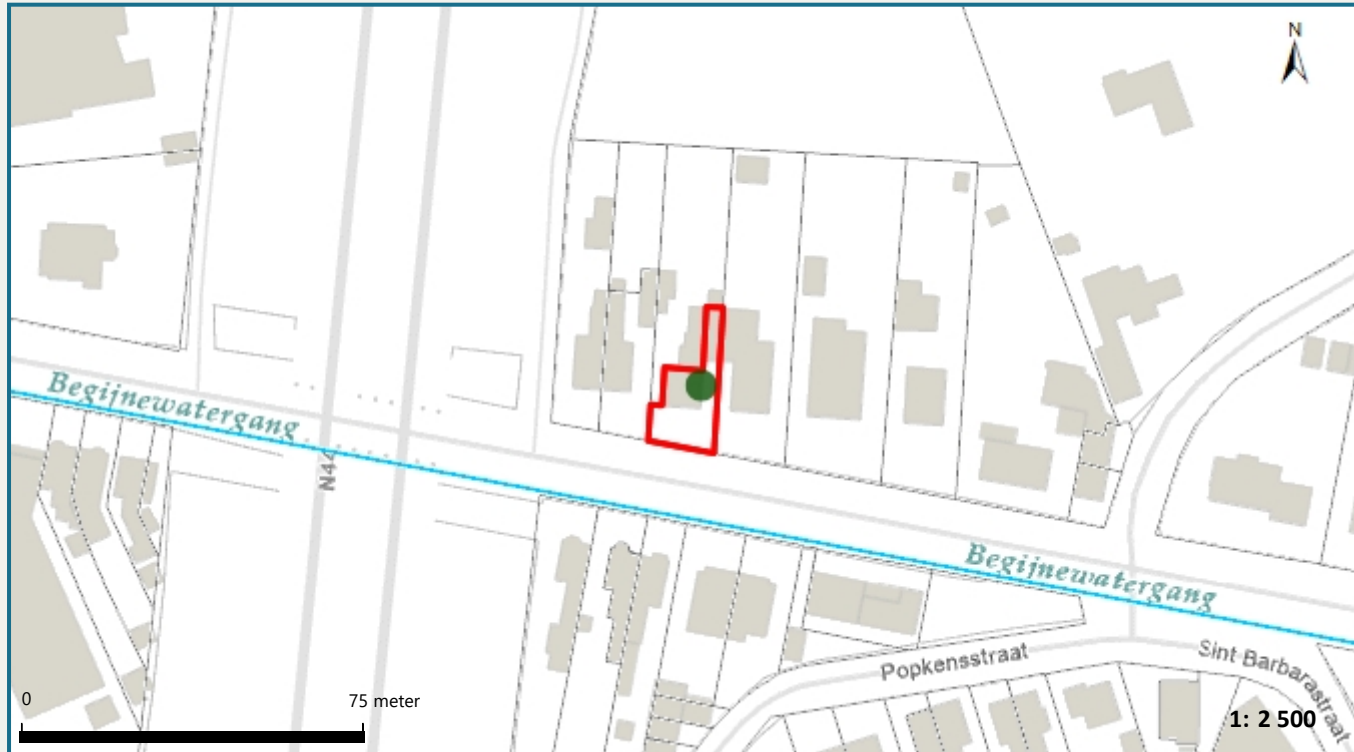 N
Begijnewatergang
N44
Begijnewatergang
Popkensstraat
Sint Barbarastraat
0 75 meter
1: 2 500